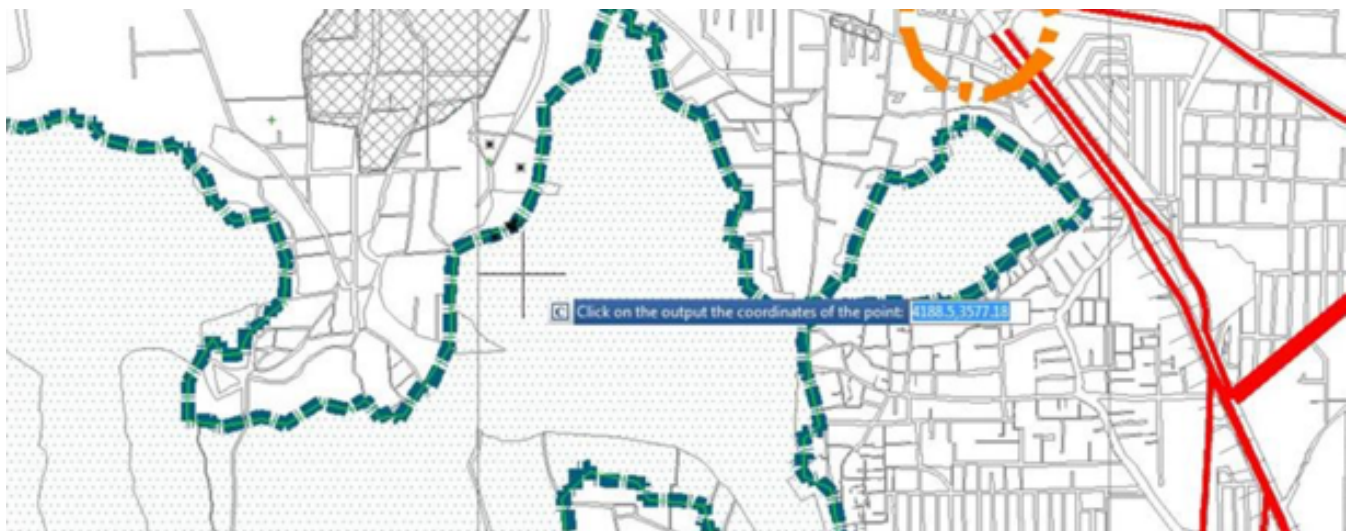 Click on the output the coordinates of the point: 4188.5,3577.18